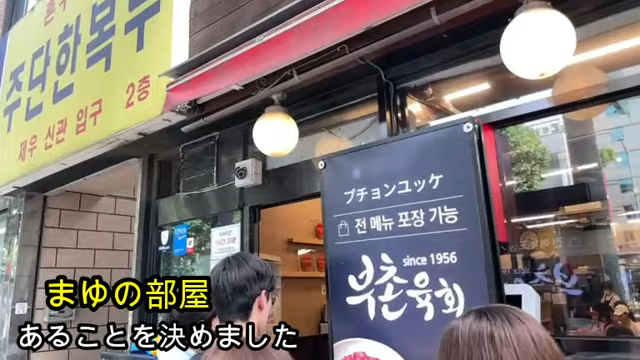 주단한복
제우 신관 입구 2층
プチョンユッケ
전 메뉴 포장 가능
since 1956
부촌육회
まゆの部屋
あることを決めました